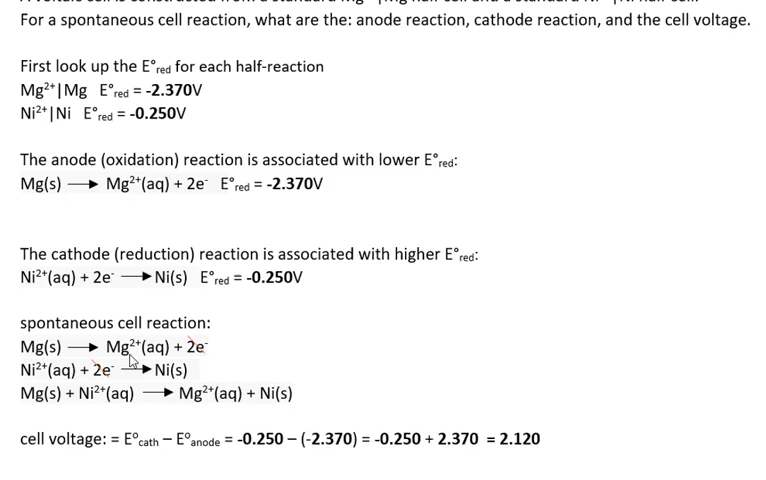 For a spontaneous cell reaction, what are the: anode reaction, cathode reaction, and the cell voltage.
First look up the E°red for each half-reaction
Mg²⁺|Mg E°red = -2.370V
Ni²⁺|Ni E°red = -0.250V
The anode (oxidation) reaction is associated with lower E°red:
Mg(s) ⟶ Mg²⁺(aq) + 2e⁻ E°red = -2.370V
The cathode (reduction) reaction is associated with higher E°red:
Ni²⁺(aq) + 2e⁻ ⟶ Ni(s) E°red = -0.250V
spontaneous cell reaction:
Mg(s) ⟶ Mg²⁺(aq) + 2e⁻
Ni²⁺(aq) + 2e⁻ ⟶ Ni(s)
Mg(s) + Ni²⁺(aq) ⟶ Mg²⁺(aq) + Ni(s)
cell voltage: = E°cath – E°anode = -0.250 – (-2.370) = -0.250 + 2.370 = 2.120